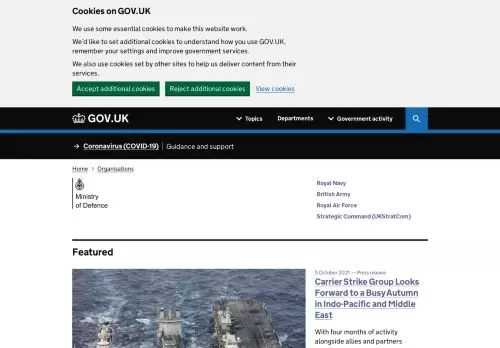 Cookies on GOV.UK
We use some essential cookies to make this website work.
We'd like to set additional cookies to understand how you use GOV.UK,
remember your settings and improve government services.
We also use cookies set by other sites to help us deliver content from their
services.
Accept additional cookies Reject additional cookies View cookies
GOV.UK Topics Departments Government activity
Coronavirus (COVID-19) Guidance and support
Home Organisations
Ministry
of Defence
Royal Navy
British Army
Royal Air Force
Strategic Command (UKStratCom)
Featured
5 October 2021 — Press release
Carrier Strike Group Looks
Forward to a Busy Autumn
in Indo-Pacific and Middle
East
With four months of activity
alongside allies and partners